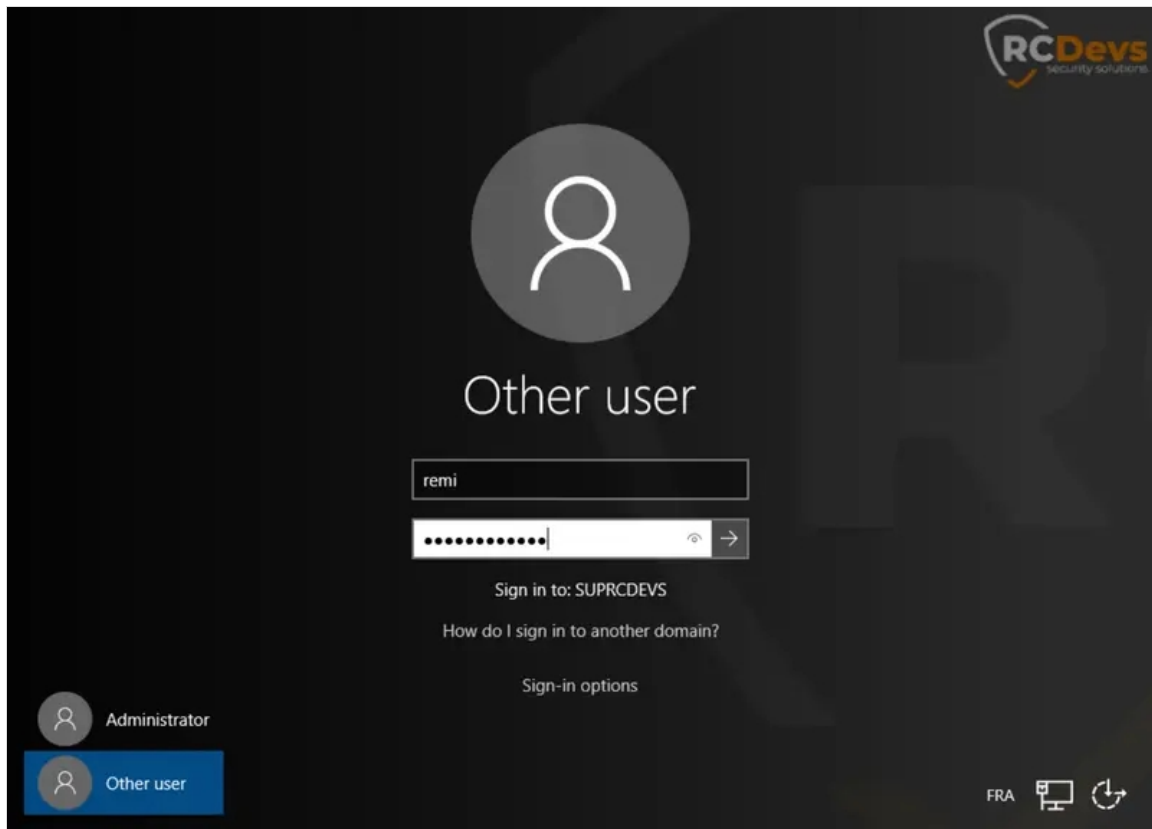 RCDevs
security solutions
Other user
remi
••••••••••••
Sign in to: SUPRCDEVS
How do I sign in to another domain?
Sign-in options
Administrator
Other user
FRA